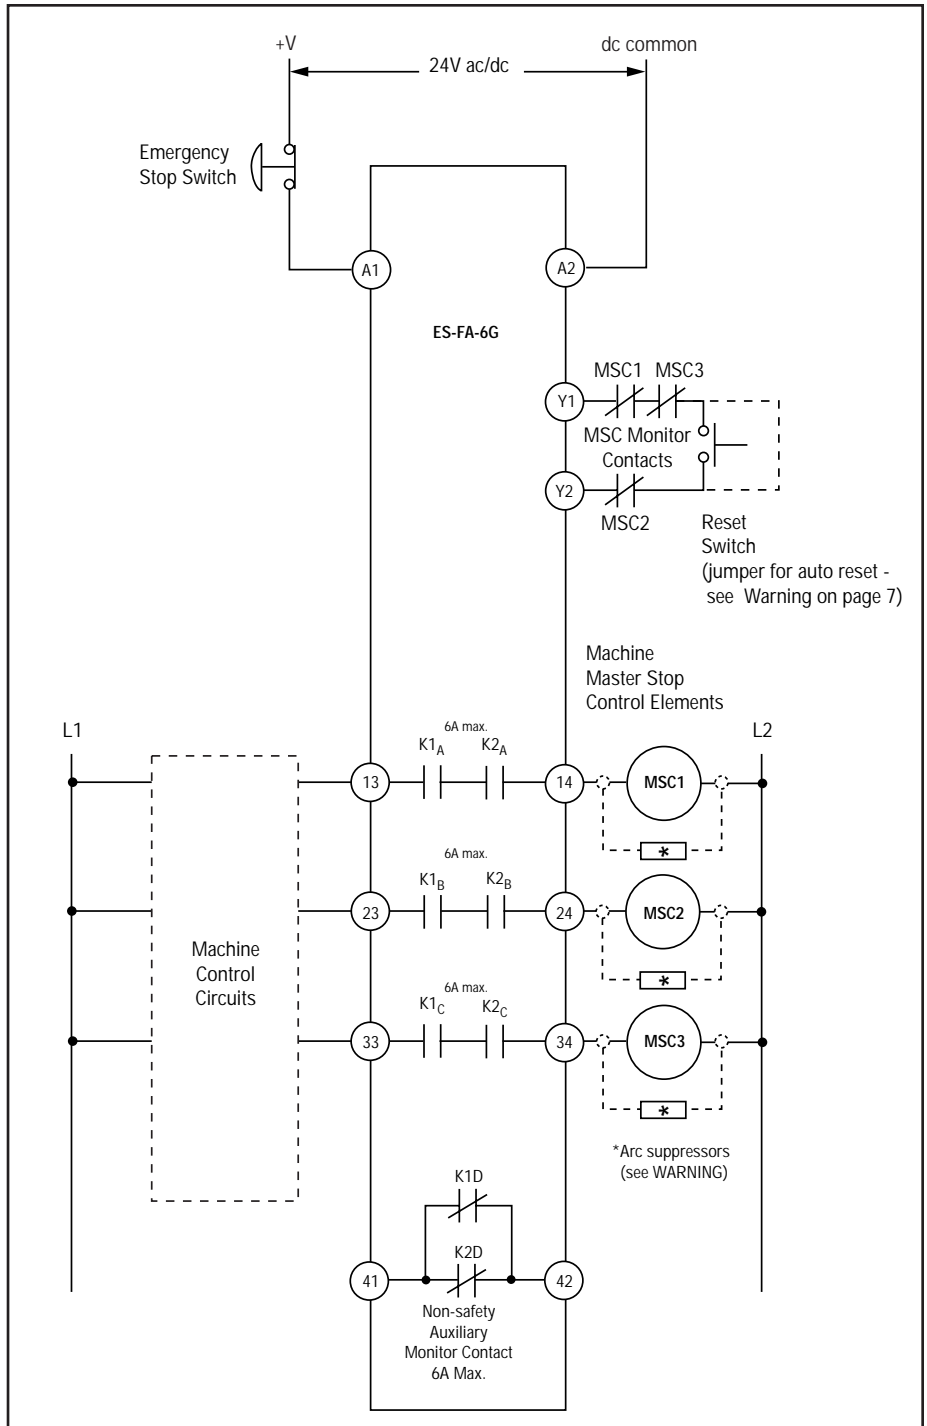 +V
dc common
24V ac/dc
Emergency
Stop Switch
A1
A2
ES-FA-6G
MSC1 MSC3
Y1
MSC Monitor
Contacts
Y2
MSC2
Reset
Switch
(jumper for auto reset -
see Warning on page 7)
Machine
Master Stop
Control Elements
L1
L2
6A max.
K1A K2A
13
14
MSC1
*
6A max.
K1B K2B
23
24
MSC2
*
Machine
Control
Circuits
6A max.
K1C K2C
33
34
MSC3
*
*Arc suppressors
(see WARNING)
K1D
K2D
41
42
Non-safety
Auxiliary
Monitor Contact
6A Max.